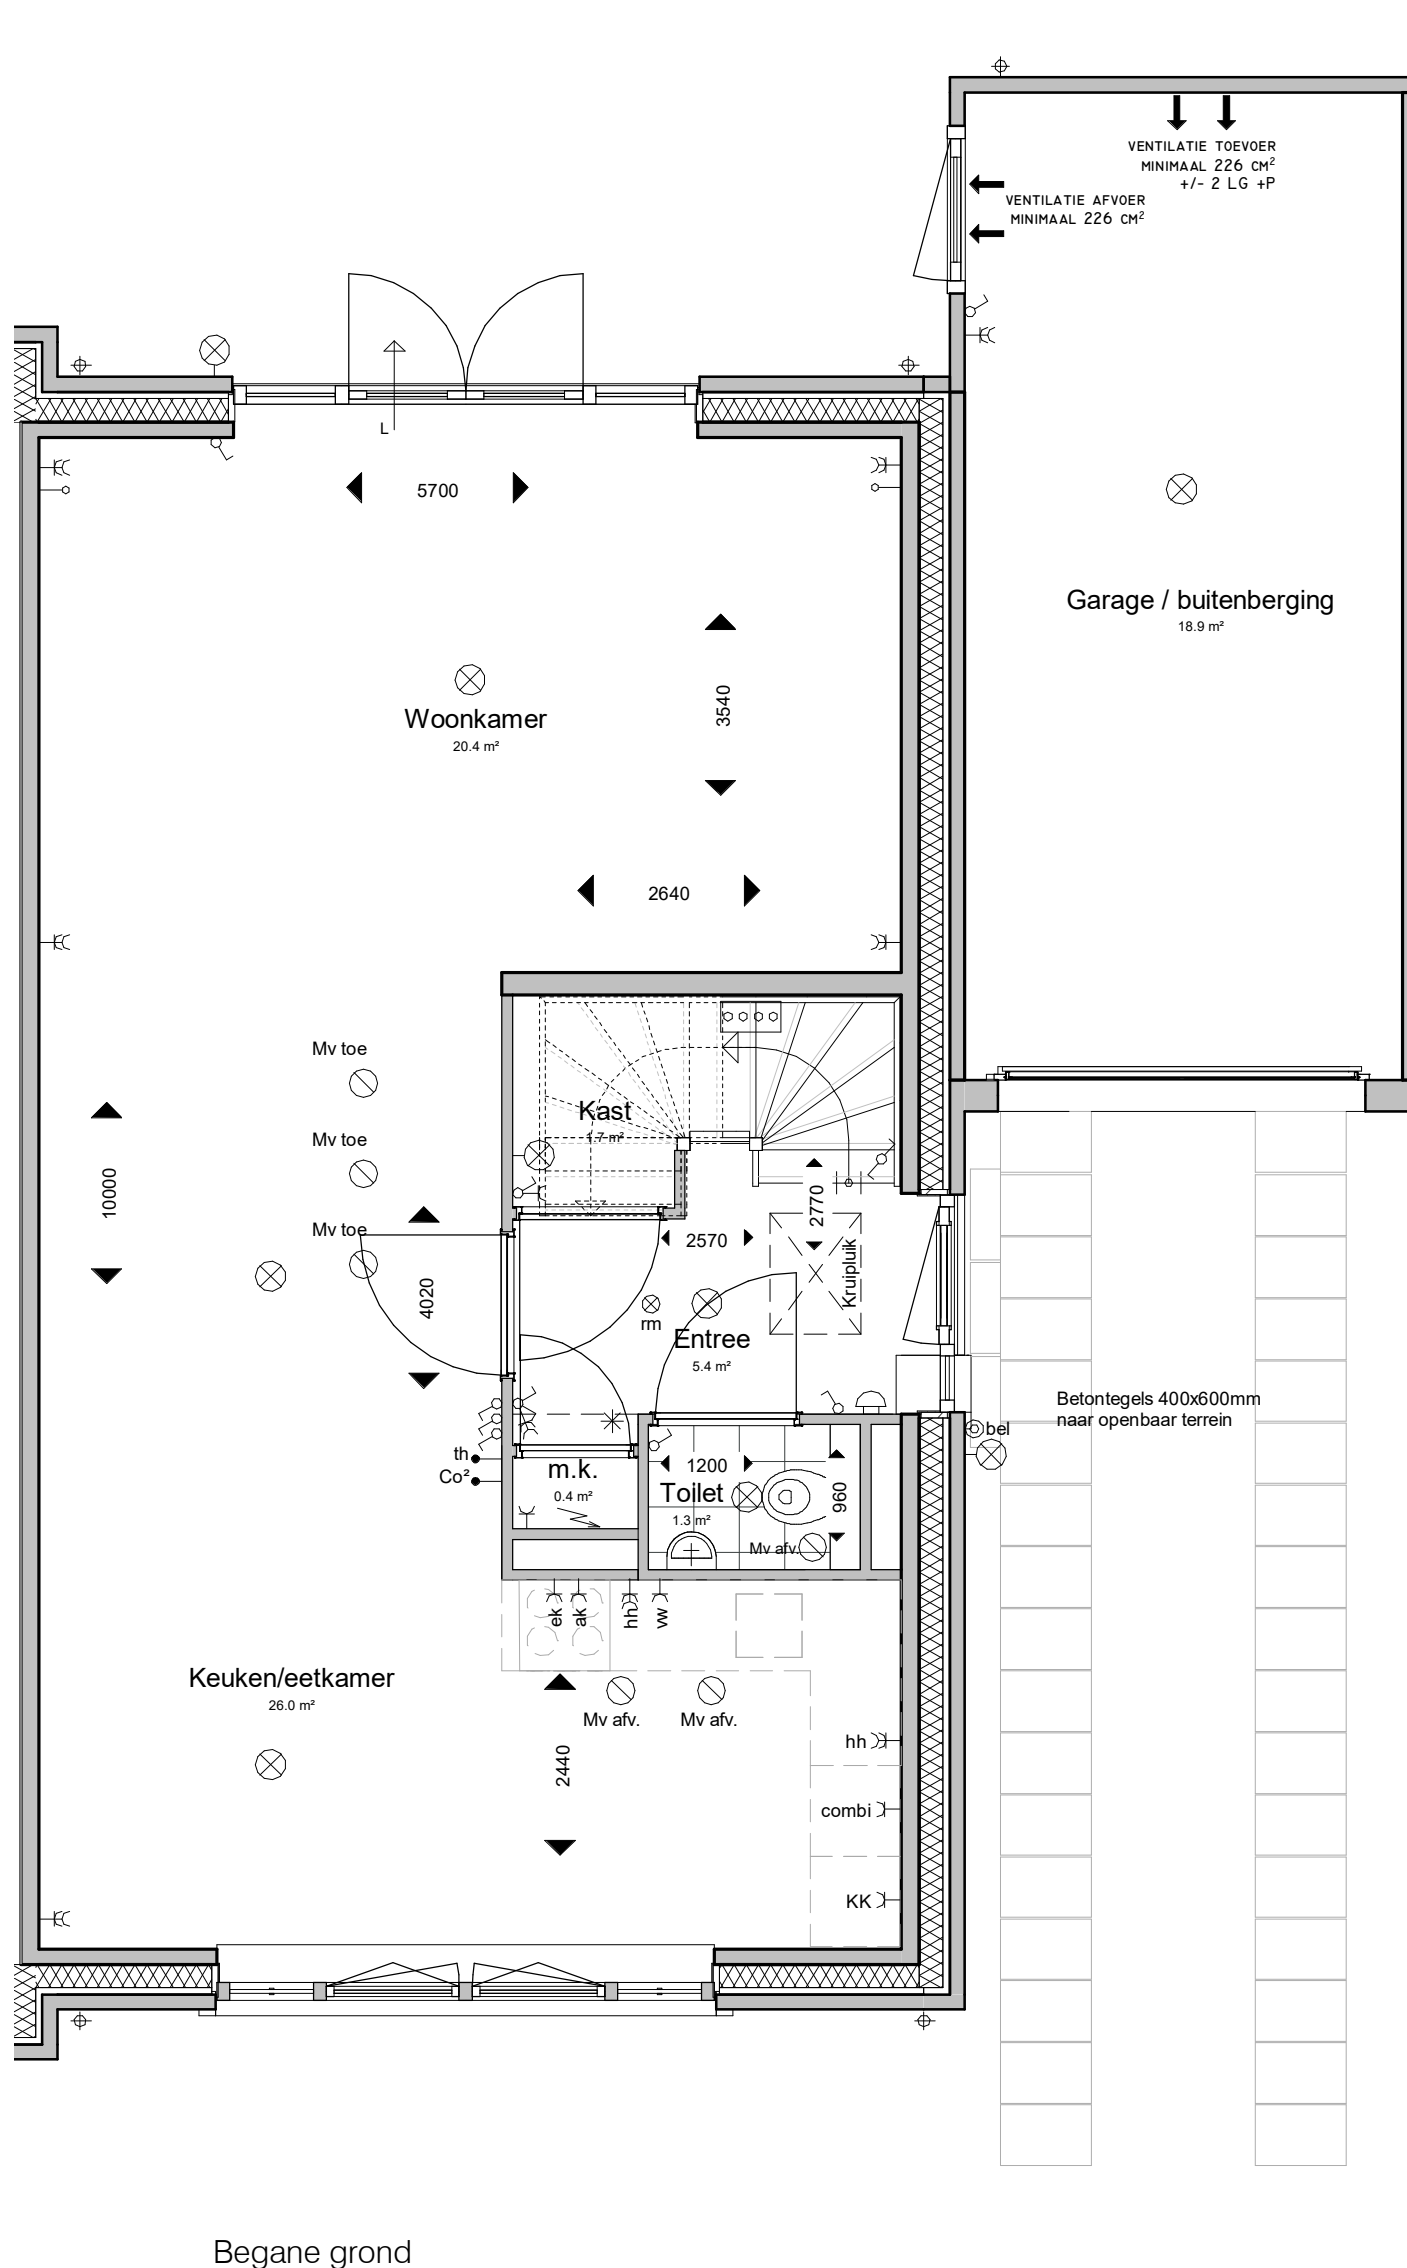 VENTILATIE TOEVOER
MINIMAAL 226 CM²
+/- 2 LG +P
VENTILATIE AFVOER
MINIMAAL 226 CM²
L
5700
Garage / buitenberging
18.9 m²
3540
Woonkamer
20.4 m²
2640
Mv toe
Kast
1.7 m²
Mv toe
10000
2770
Mv toe
2570
Kruipluik
4020
rm
Entree
5.4 m²
Betontegels 400x600mm
naar openbaar terrein
bel
th
Co²
m.k.
0.4 m²
1200
Toilet
1.3 m²
960
Mv afv.
ek
ak
hh
vw
Keuken/eetkamer
26.0 m²
Mv afv.
Mv afv.
2440
hh
combi
KK
Begane grond